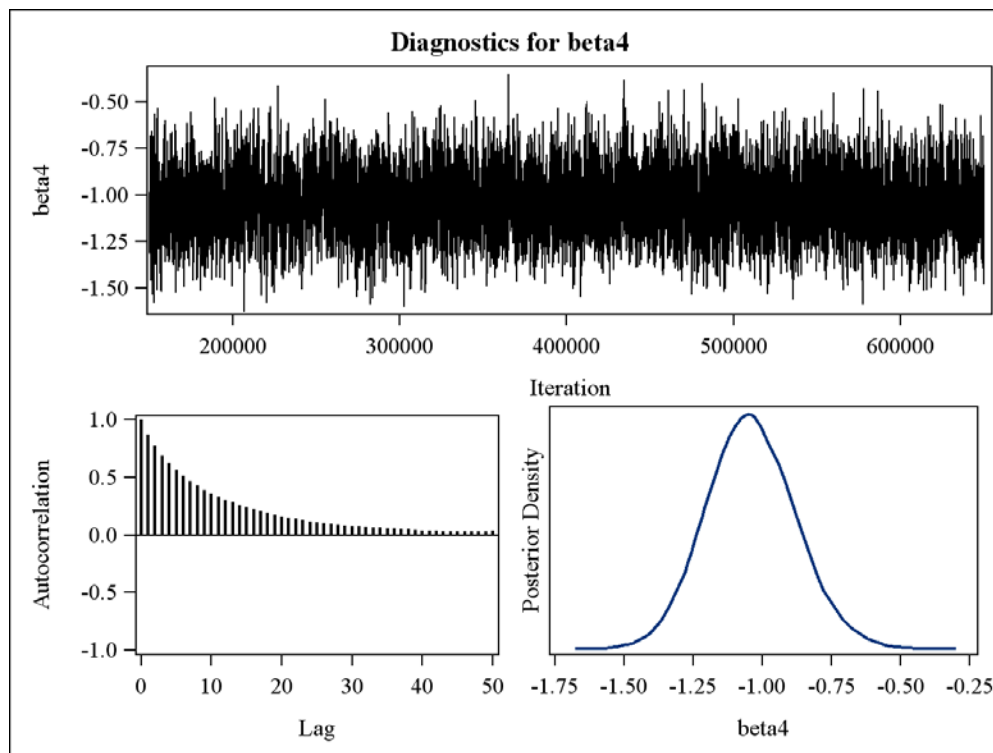 Diagnostics for beta4
beta4
-0.50
-0.75
-1.00
-1.25
-1.50
200000 300000 400000 500000 600000
Iteration
Autocorrelation
1.0
0.5
0.0
-0.5
-1.0
0 10 20 30 40 50
Lag
Posterior Density
-1.75 -1.50 -1.25 -1.00 -0.75 -0.50 -0.25
beta4